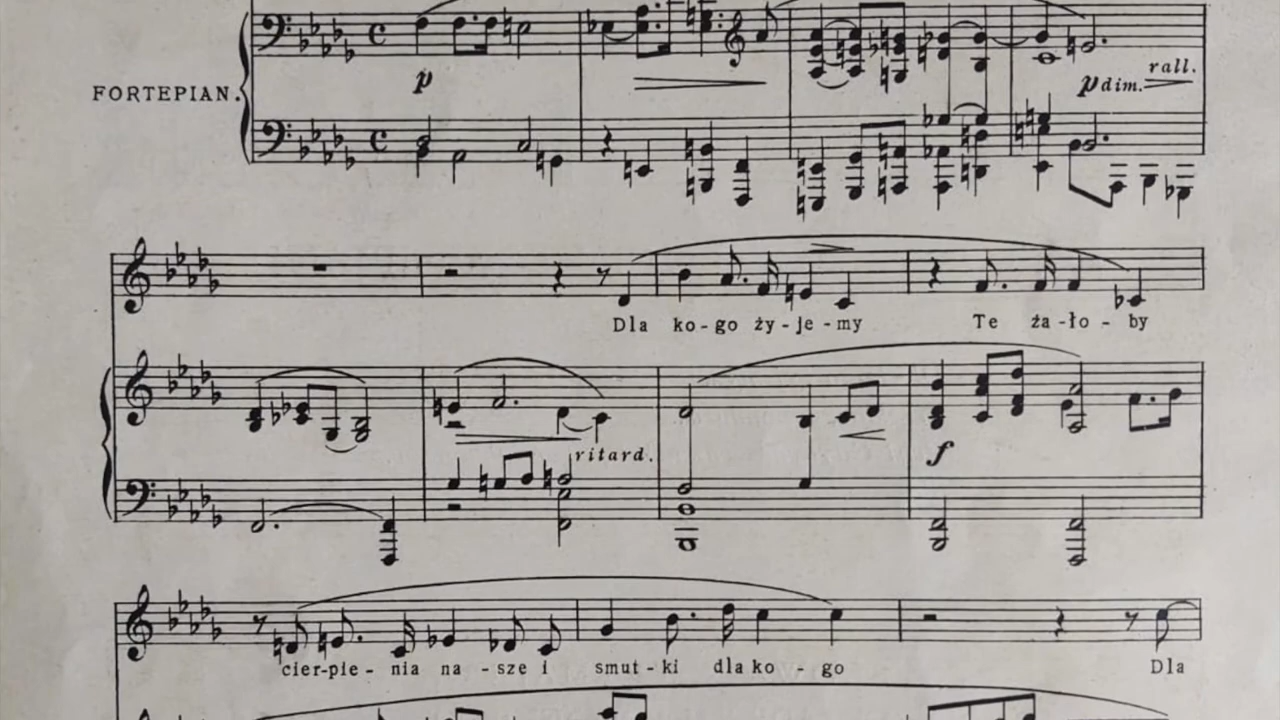 p
rall.
FORTEPIAN.
p dim.
Dla ko-go ży-je-my Te ża-ło-by
ritard.
f
cier-pie-nia na-sze i smut-ki dla ko-go Dla